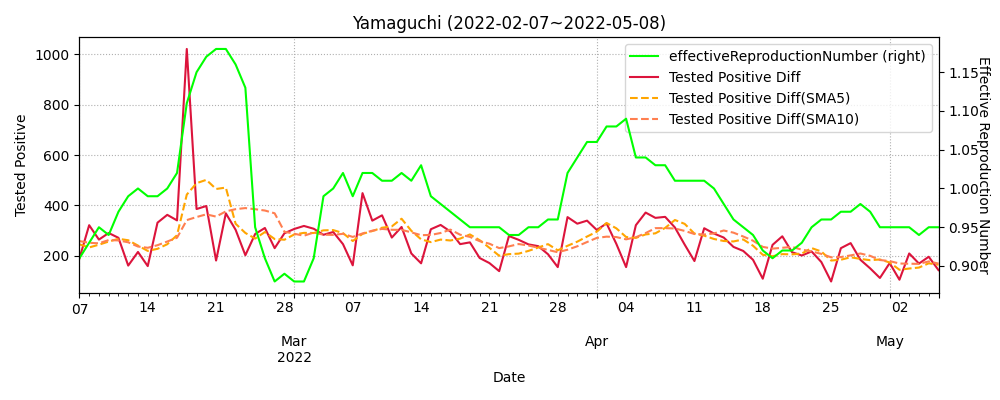 Yamaguchi (2022-02-07~2022-05-08)
effectiveReproductionNumber (right)
Tested Positive Diff
Tested Positive Diff(SMA5)
Tested Positive Diff(SMA10)
Tested Positive
1000
800
600
400
200
1.15
1.10
1.05
1.00
0.95
0.90
Effective Reproduction Number
07 14 21 28 07 14 21 28 04 11 18 25 02
Mar Apr May
2022
Date